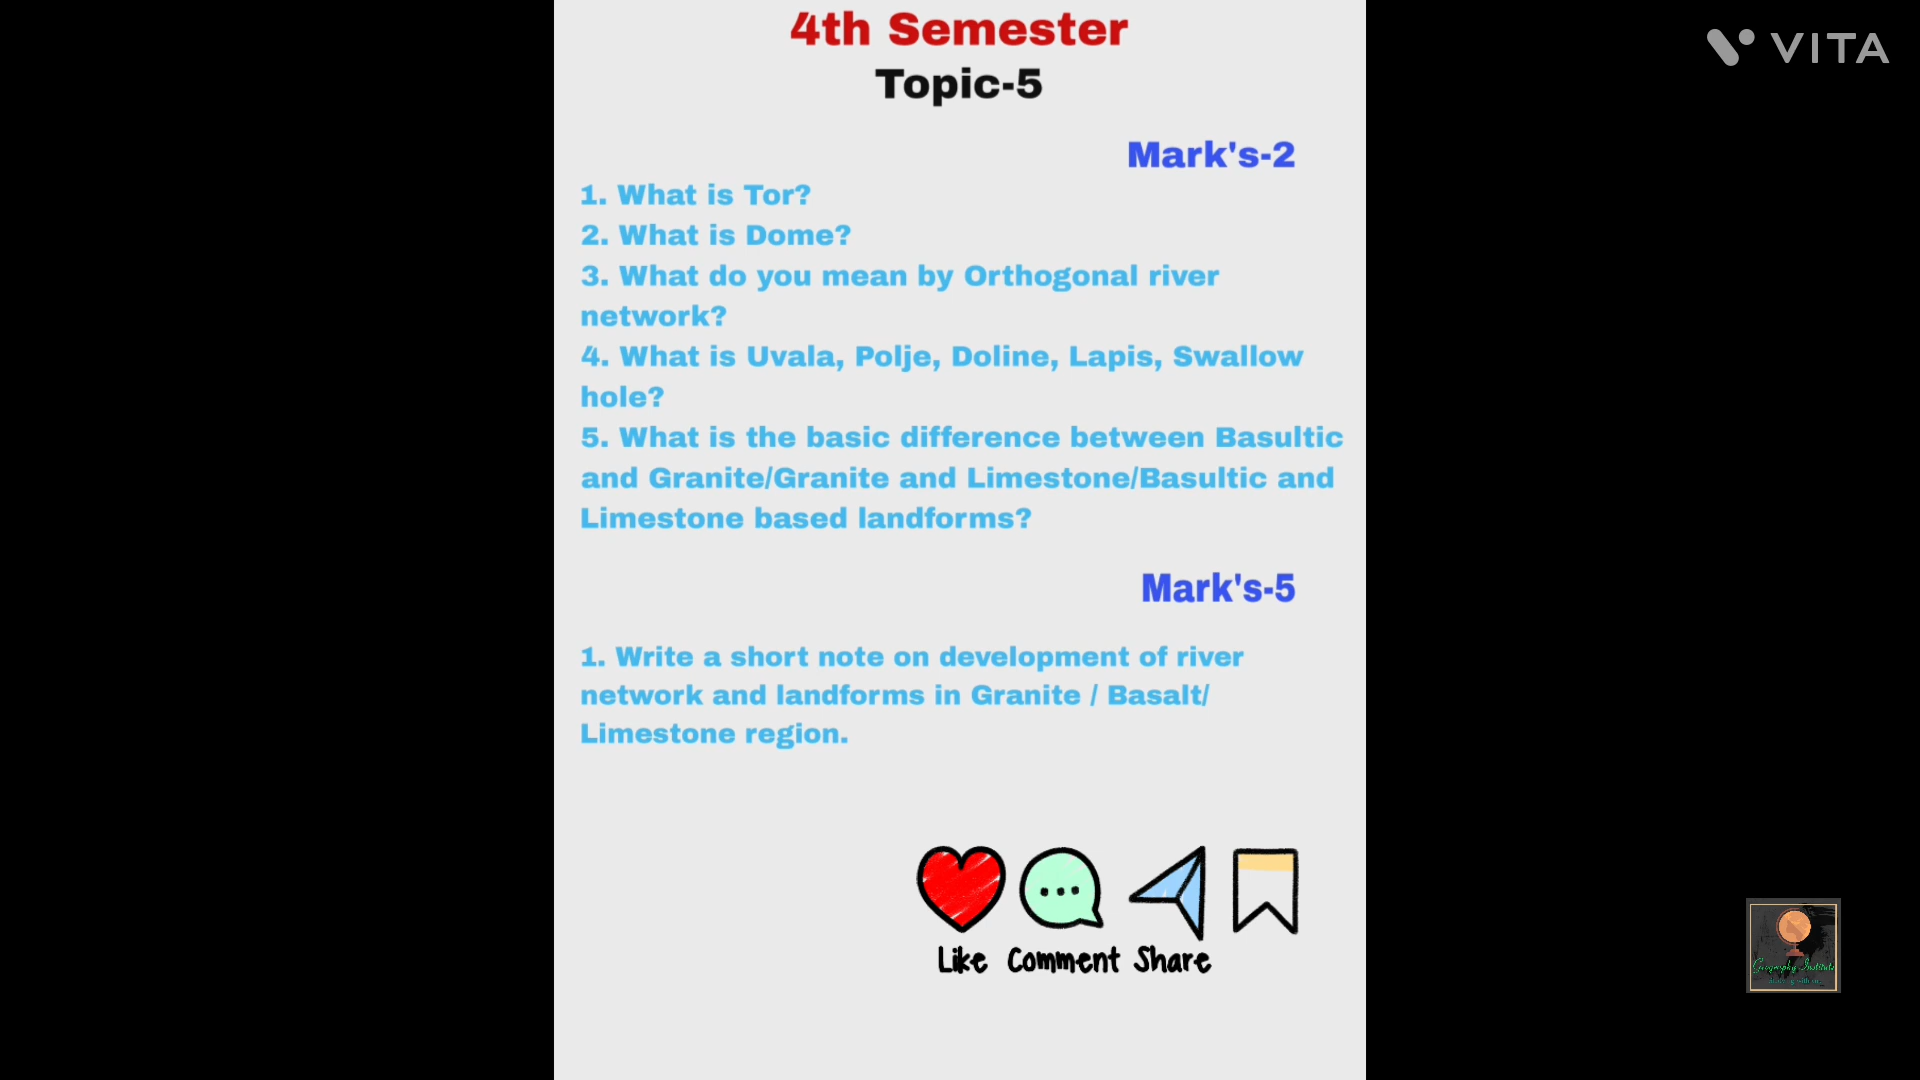 4th Semester
Topic-5
VITA
Mark's-2
1. What is Tor?
2. What is Dome?
3. What do you mean by Orthogonal river
network?
4. What is Uvala, Polje, Doline, Lapis, Swallow
hole?
5. What is the basic difference between Basultic
and Granite/Granite and Limestone/Basultic and
Limestone based landforms?
Mark's-5
1. Write a short note on development of river
network and landforms in Granite / Basalt/
Limestone region.
Like Comment Share
Geography Institute